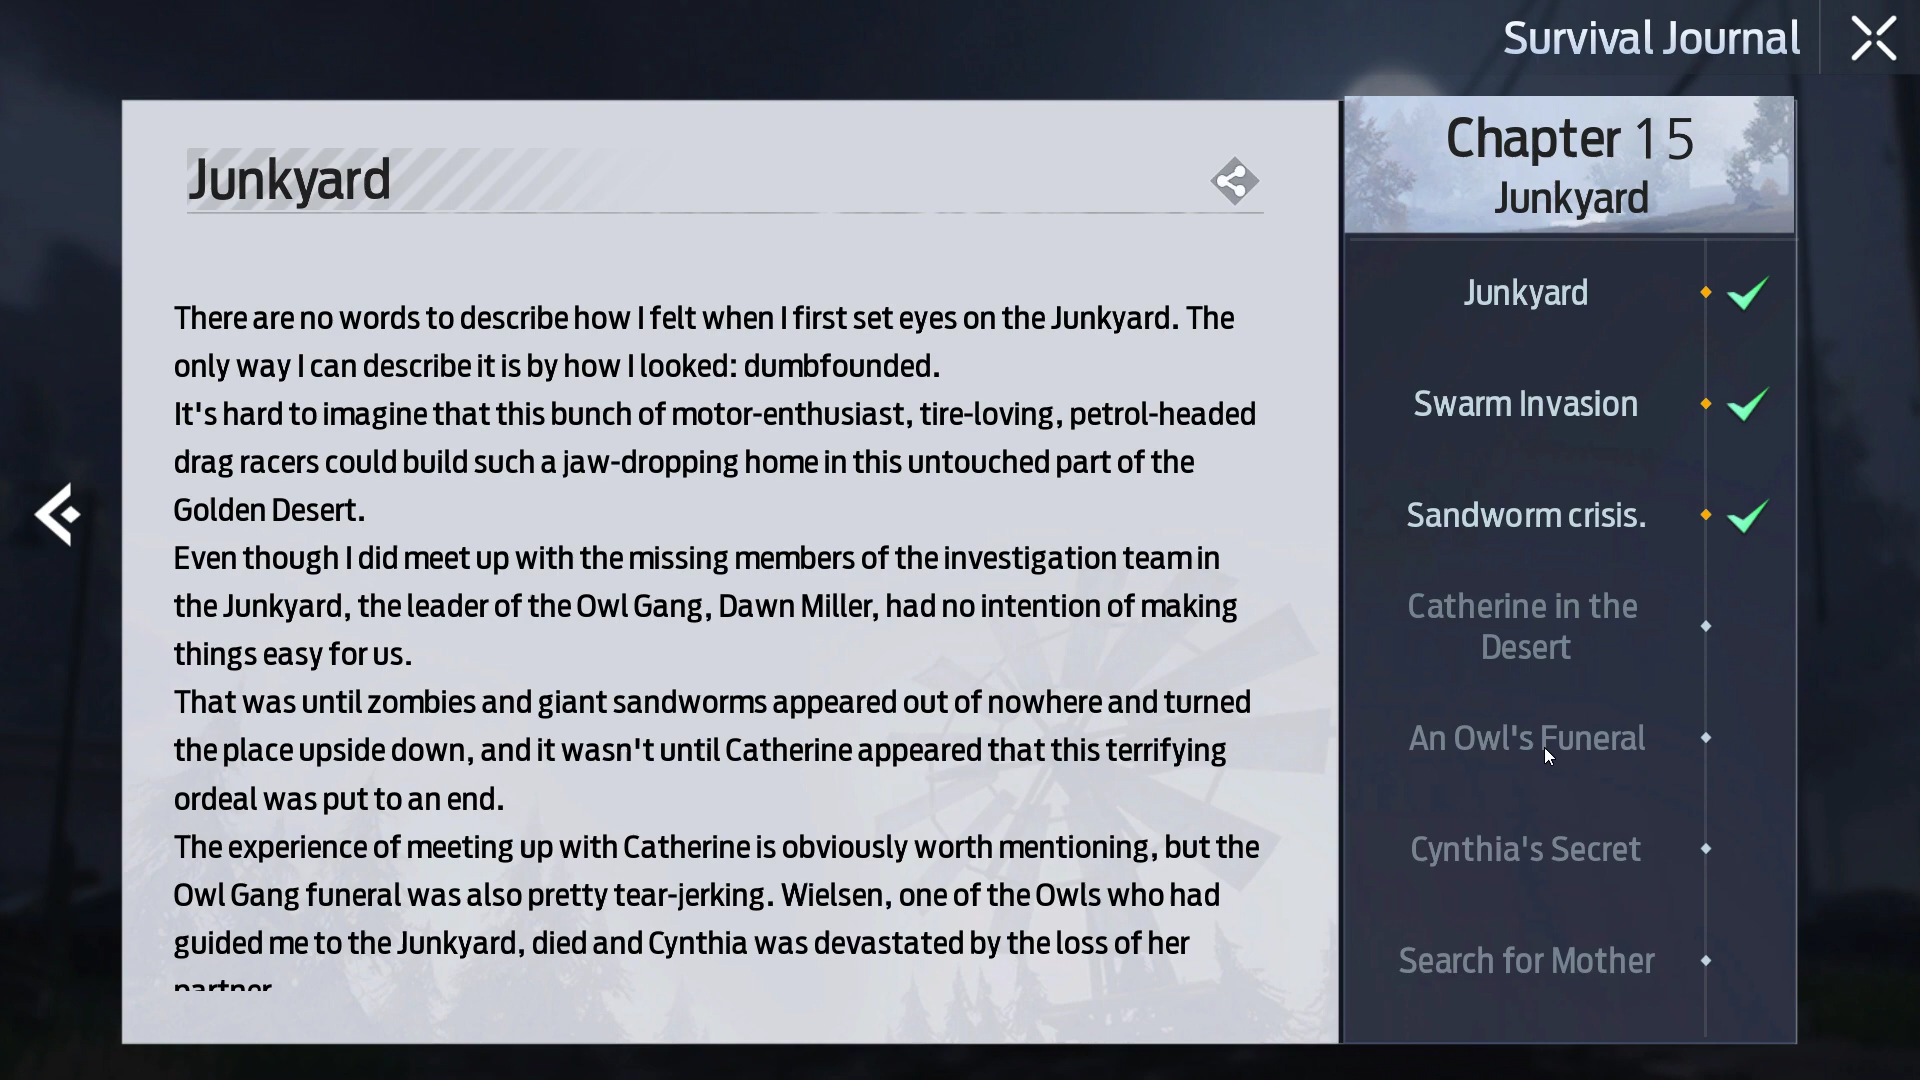 Survival Journal
Junkyard
There are no words to describe how I felt when I first set eyes on the Junkyard. The
only way I can describe it is by how I looked: dumbfounded.
It's hard to imagine that this bunch of motor-enthusiast, tire-loving, petrol-headed
drag racers could build such a jaw-dropping home in this untouched part of the
Golden Desert.
Even though I did meet up with the missing members of the investigation team in
the Junkyard, the leader of the Owl Gang, Dawn Miller, had no intention of making
things easy for us.
That was until zombies and giant sandworms appeared out of nowhere and turned
the place upside down, and it wasn't until Catherine appeared that this terrifying
ordeal was put to an end.
The experience of meeting up with Catherine is obviously worth mentioning, but the
Owl Gang funeral was also pretty tear-jerking. Wielsen, one of the Owls who had
guided me to the Junkyard, died and Cynthia was devastated by the loss of her
partner
Chapter 15
Junkyard
Junkyard
Swarm Invasion
Sandworm crisis.
Catherine in the
Desert
An Owl's Funeral
Cynthia's Secret
Search for Mother